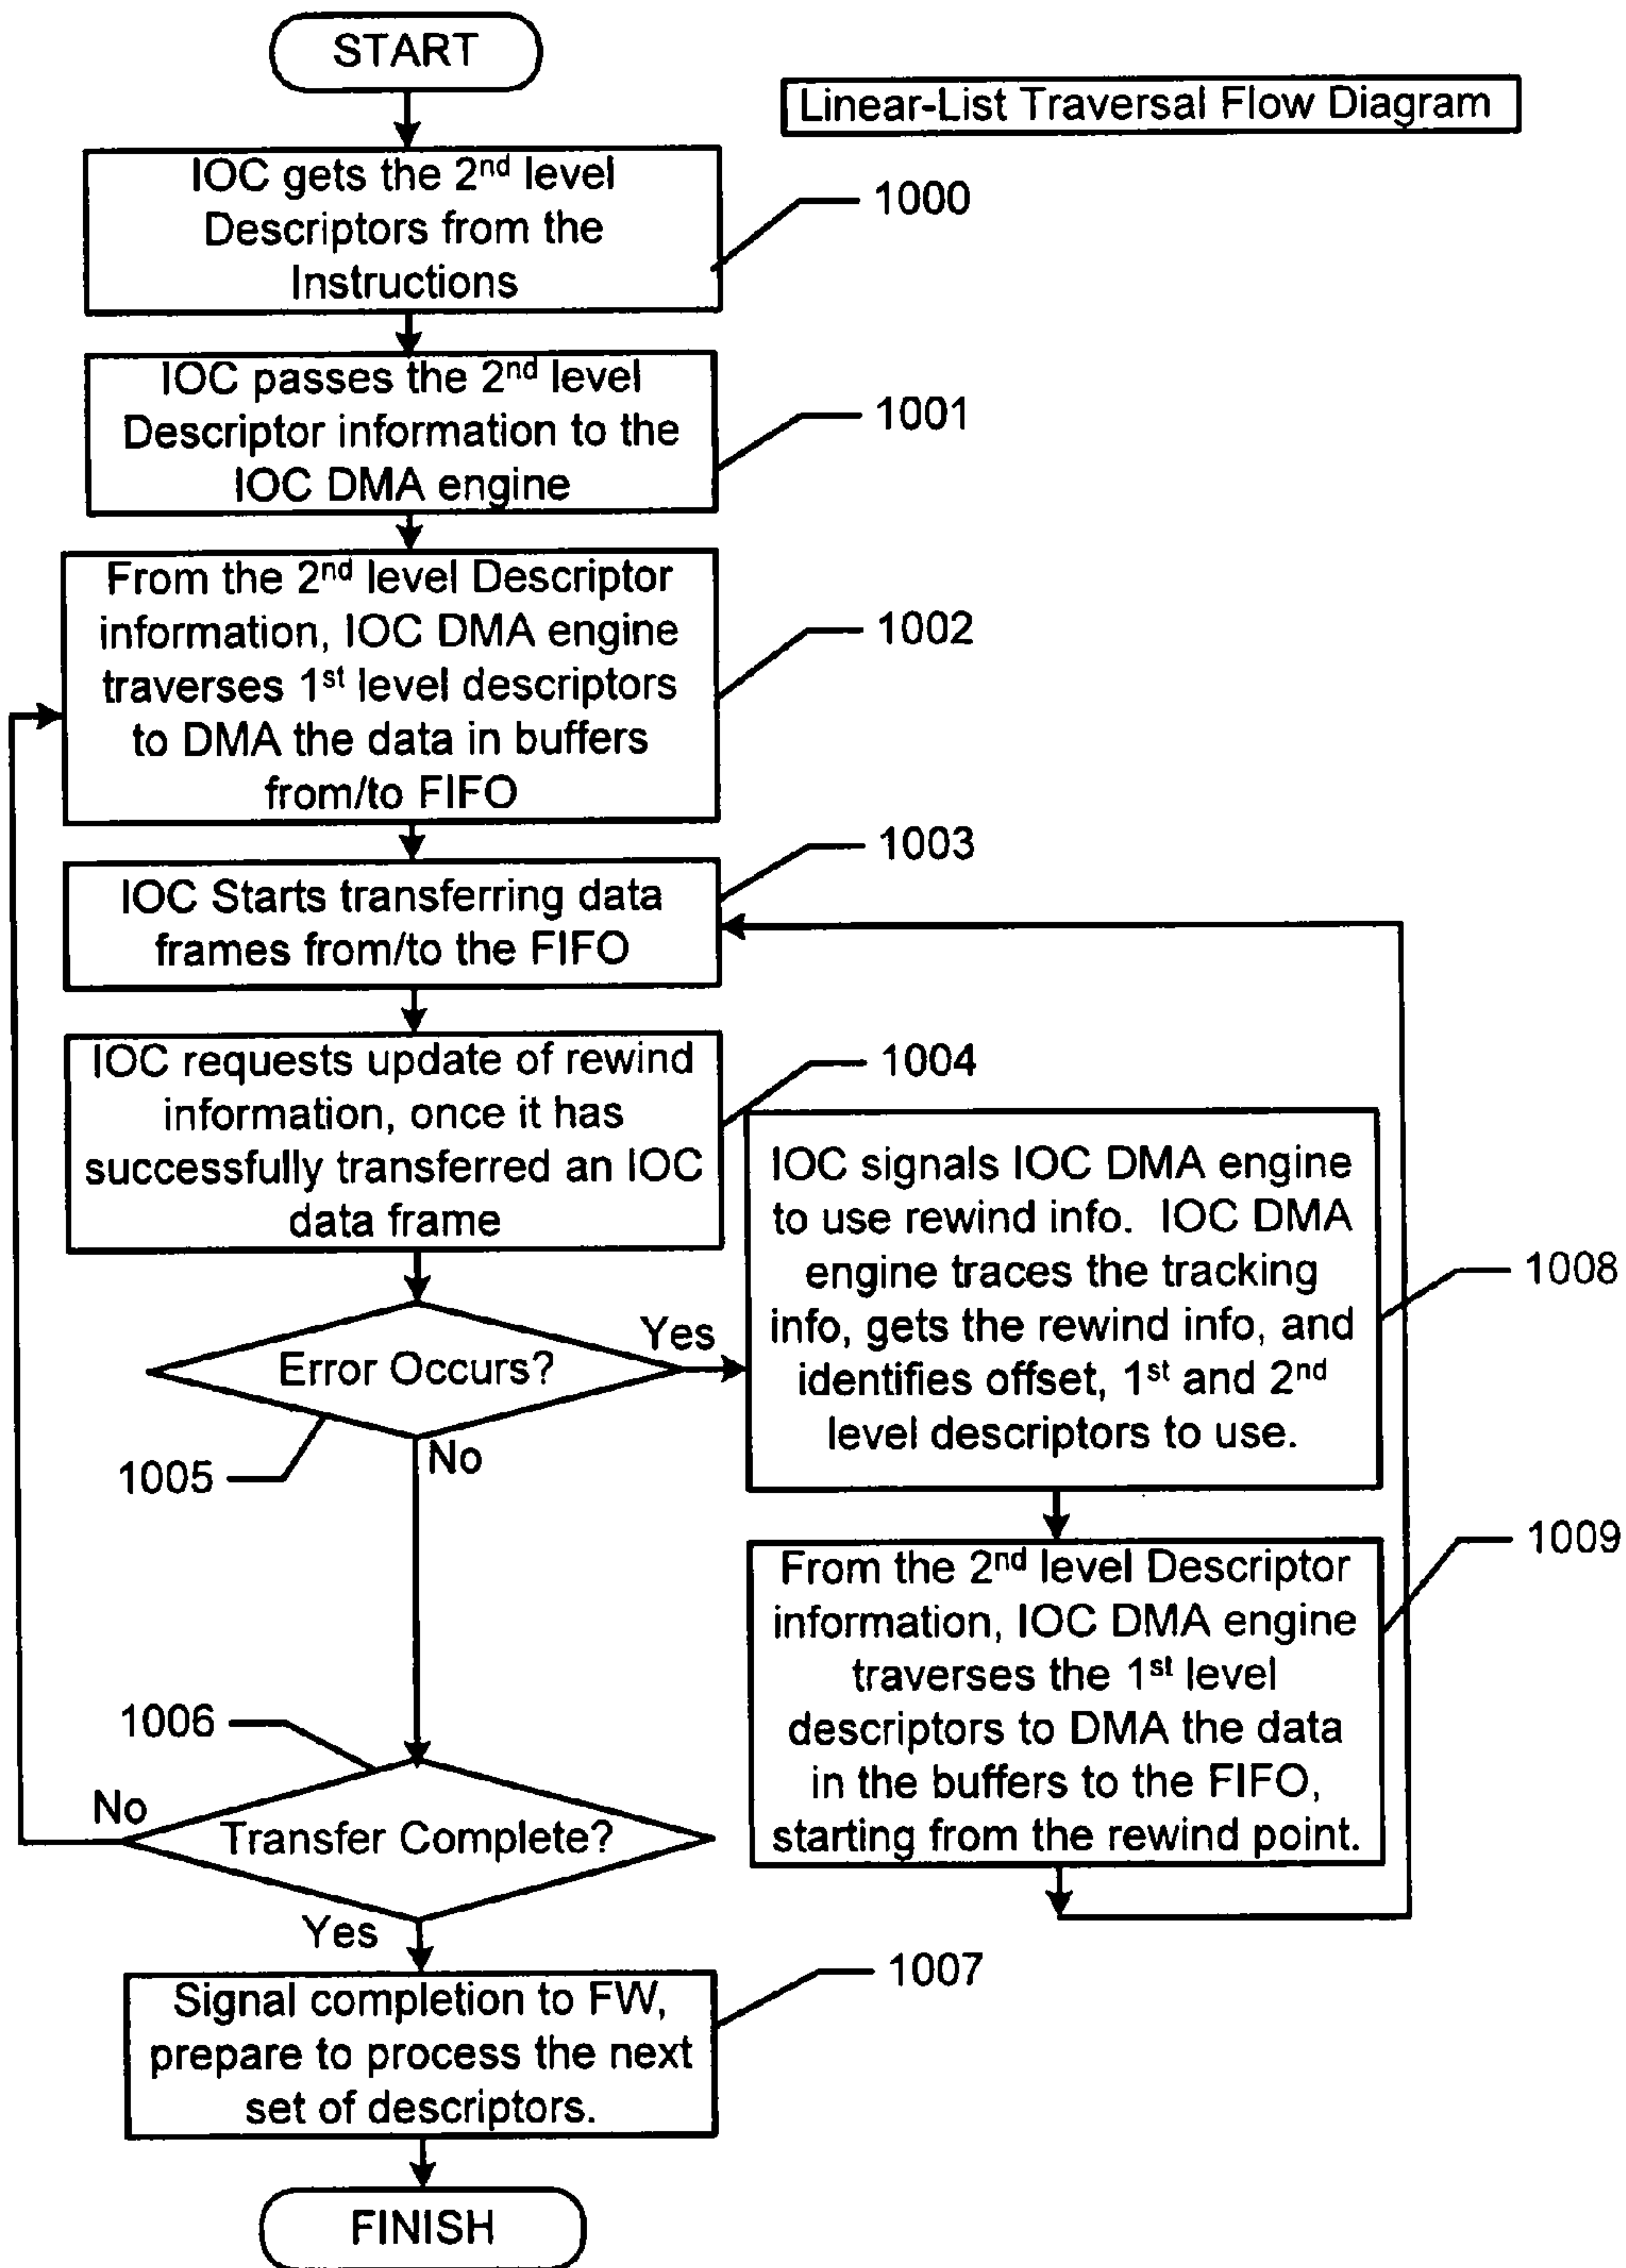 START
Linear-List Traversal Flow Diagram
IOC gets the 2nd level
Descriptors from the
Instructions
1000
IOC passes the 2nd level
Descriptor information to the
IOC DMA engine
1001
From the 2nd level Descriptor
information, IOC DMA engine
traverses 1st level descriptors
to DMA the data in buffers
from/to FIFO
1002
IOC Starts transferring data
frames from/to the FIFO
1003
IOC requests update of rewind
information, once it has
successfully transferred an IOC
data frame
1004
Error Occurs?
Yes
No
1005
IOC signals IOC DMA engine
to use rewind info. IOC DMA
engine traces the tracking
info, gets the rewind info, and
identifies offset, 1st and 2nd
level descriptors to use.
1008
From the 2nd level Descriptor
information, IOC DMA engine
traverses the 1st level
descriptors to DMA the data
in the buffers to the FIFO,
starting from the rewind point.
1009
1006
No
Transfer Complete?
Yes
Signal completion to FW,
prepare to process the next
set of descriptors.
1007
FINISH